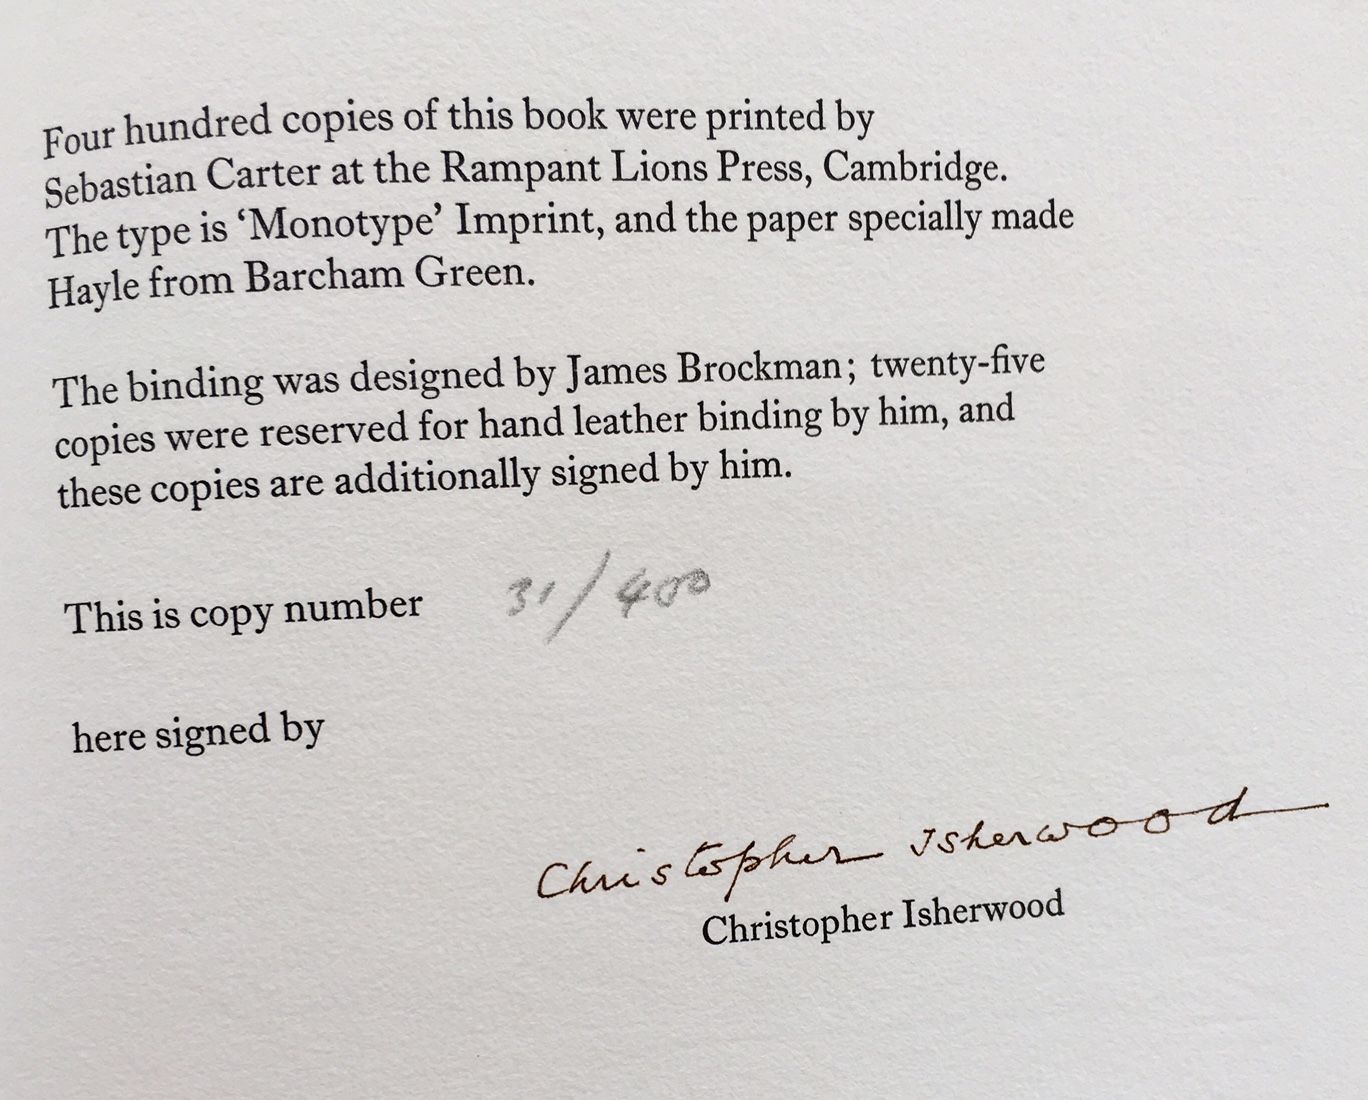 Four hundred copies of this book were printed by
Sebastian Carter at the Rampant Lions Press, Cambridge.
The type is ‘Monotype’ Imprint, and the paper specially made
Hayle from Barcham Green.
The binding was designed by James Brockman; twenty-five
copies were reserved for hand leather binding by him, and
these copies are additionally signed by him.
This is copy number 31/400
here signed by
Christopher Isherwood
Christopher Isherwood